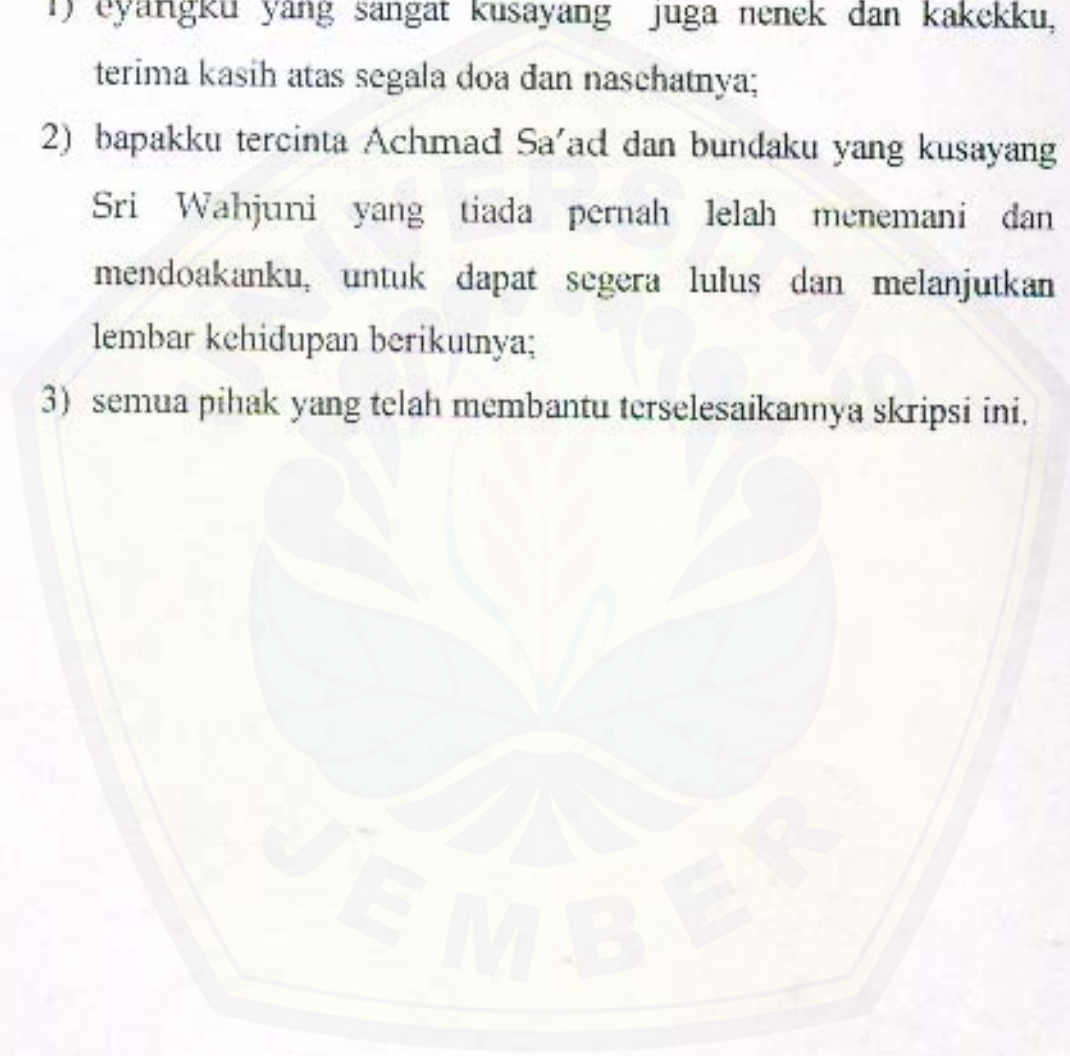 1) eyangku yang sangat kusayang juga nenek dan kakekku,
terima kasih atas segala doa dan nasehatnya;
2) bapakku tercinta Achmad Sa'ad dan bundaku yang kusayang
Sri Wahjuni yang tiada pernah lelah menemani dan
mendoakanku, untuk dapat segera lulus dan melanjutkan
lembar kehidupan berikutnya;
3) semua pihak yang telah membantu terselesaikannya skripsi ini.
UNIVERSITAS
JEMBER